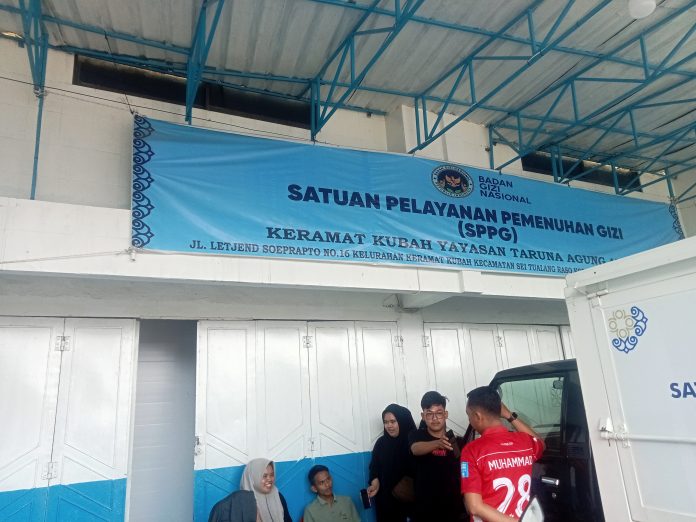 BADAN
GIZI
NASIONAL
SATUAN PELAYANAN PEMENUHAN GIZI
(SPPG)
KERAMAT KUBAH YAYASAN TARUNA AGUNG
JL. LETJEND SOEPRAPTO NO.16 KELURAHAN KERAMAT KUBAH KECAMATAN SEI TUALANG RASO
SA
MUHAMMAD
28